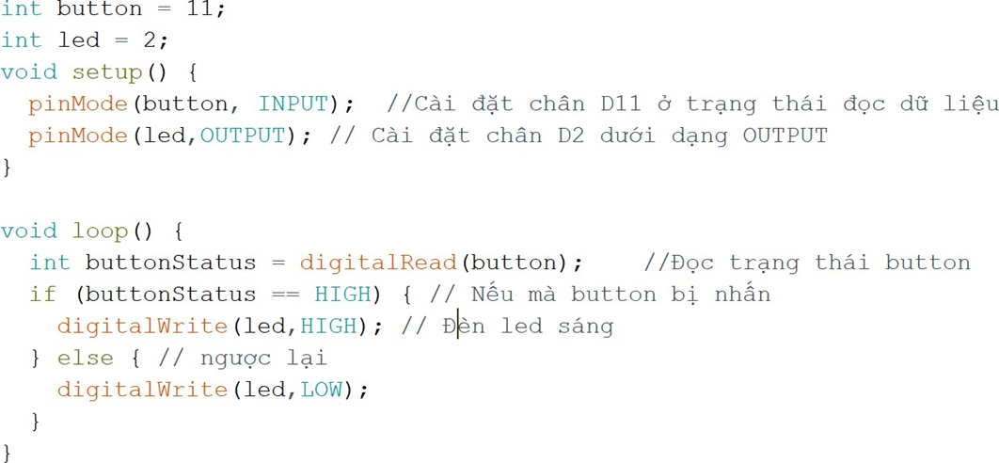 int button = 11;
int led = 2;
void setup() {
  pinMode(button, INPUT);  //Cài đặt chân D11 ở trạng thái đọc dữ liệu
  pinMode(led,OUTPUT); // Cài đặt chân D2 dưới dạng OUTPUT
}

void loop() {
  int buttonStatus = digitalRead(button);    //Đọc trạng thái button
  if (buttonStatus == HIGH) { // Nếu mà button bị nhấn
    digitalWrite(led,HIGH); // Đèn led sáng
  } else { // ngược lại
    digitalWrite(led,LOW);
  }
}